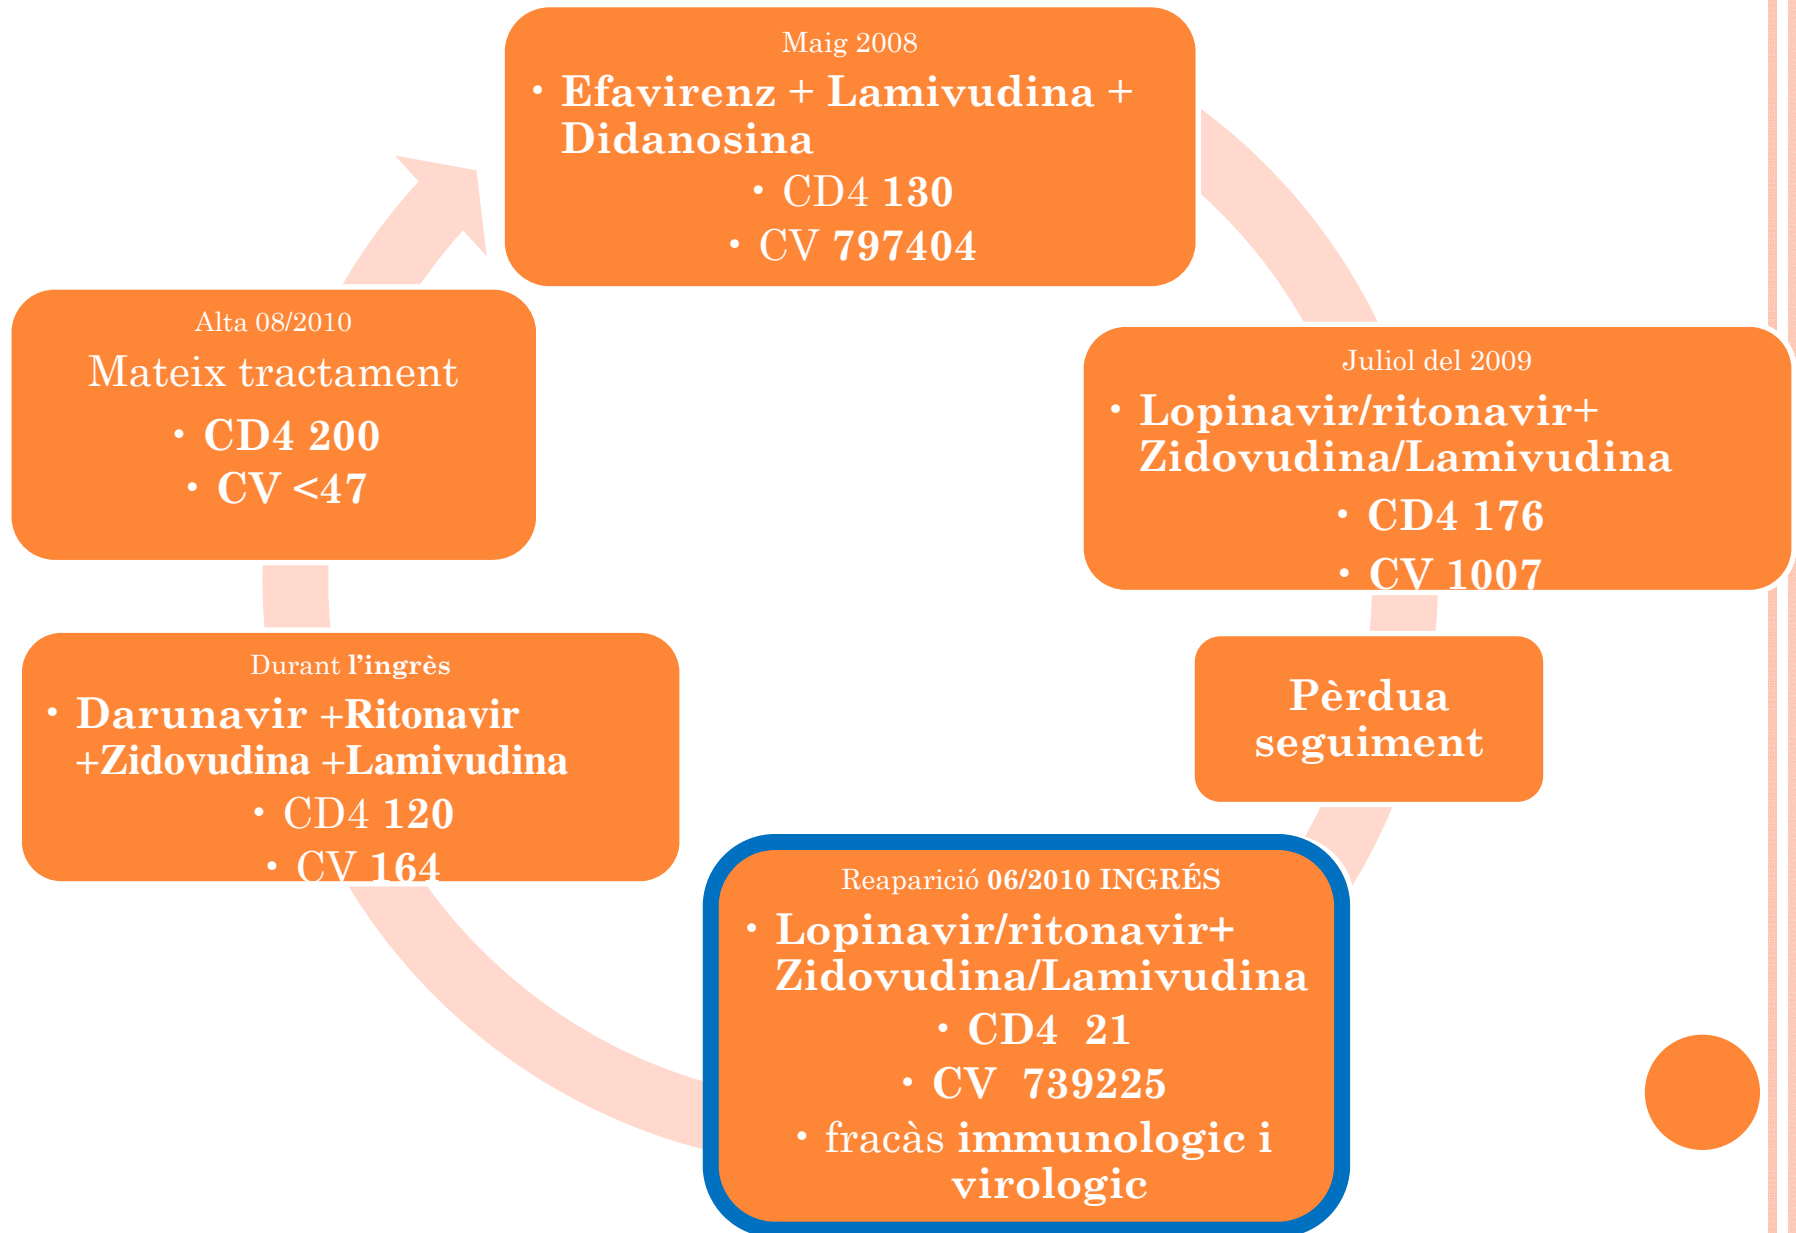 Maig 2008
• Efavirenz + Lamivudina +
Didanosina
• CD4 130
• CV 797404
Juliol del 2009
• Lopinavir/ritonavir+
Zidovudina/Lamivudina
• CD4 176
• CV 1007
Pèrdua
seguiment
Reaparició 06/2010 INGRÉS
• Lopinavir/ritonavir+
Zidovudina/Lamivudina
• CD4 21
• CV 739225
• fracàs immunologic i
virologic
Durant l’ingrès
• Darunavir +Ritonavir
+Zidovudina +Lamivudina
• CD4 120
• CV 164
Alta 08/2010
Mateix tractament
• CD4 200
• CV <47